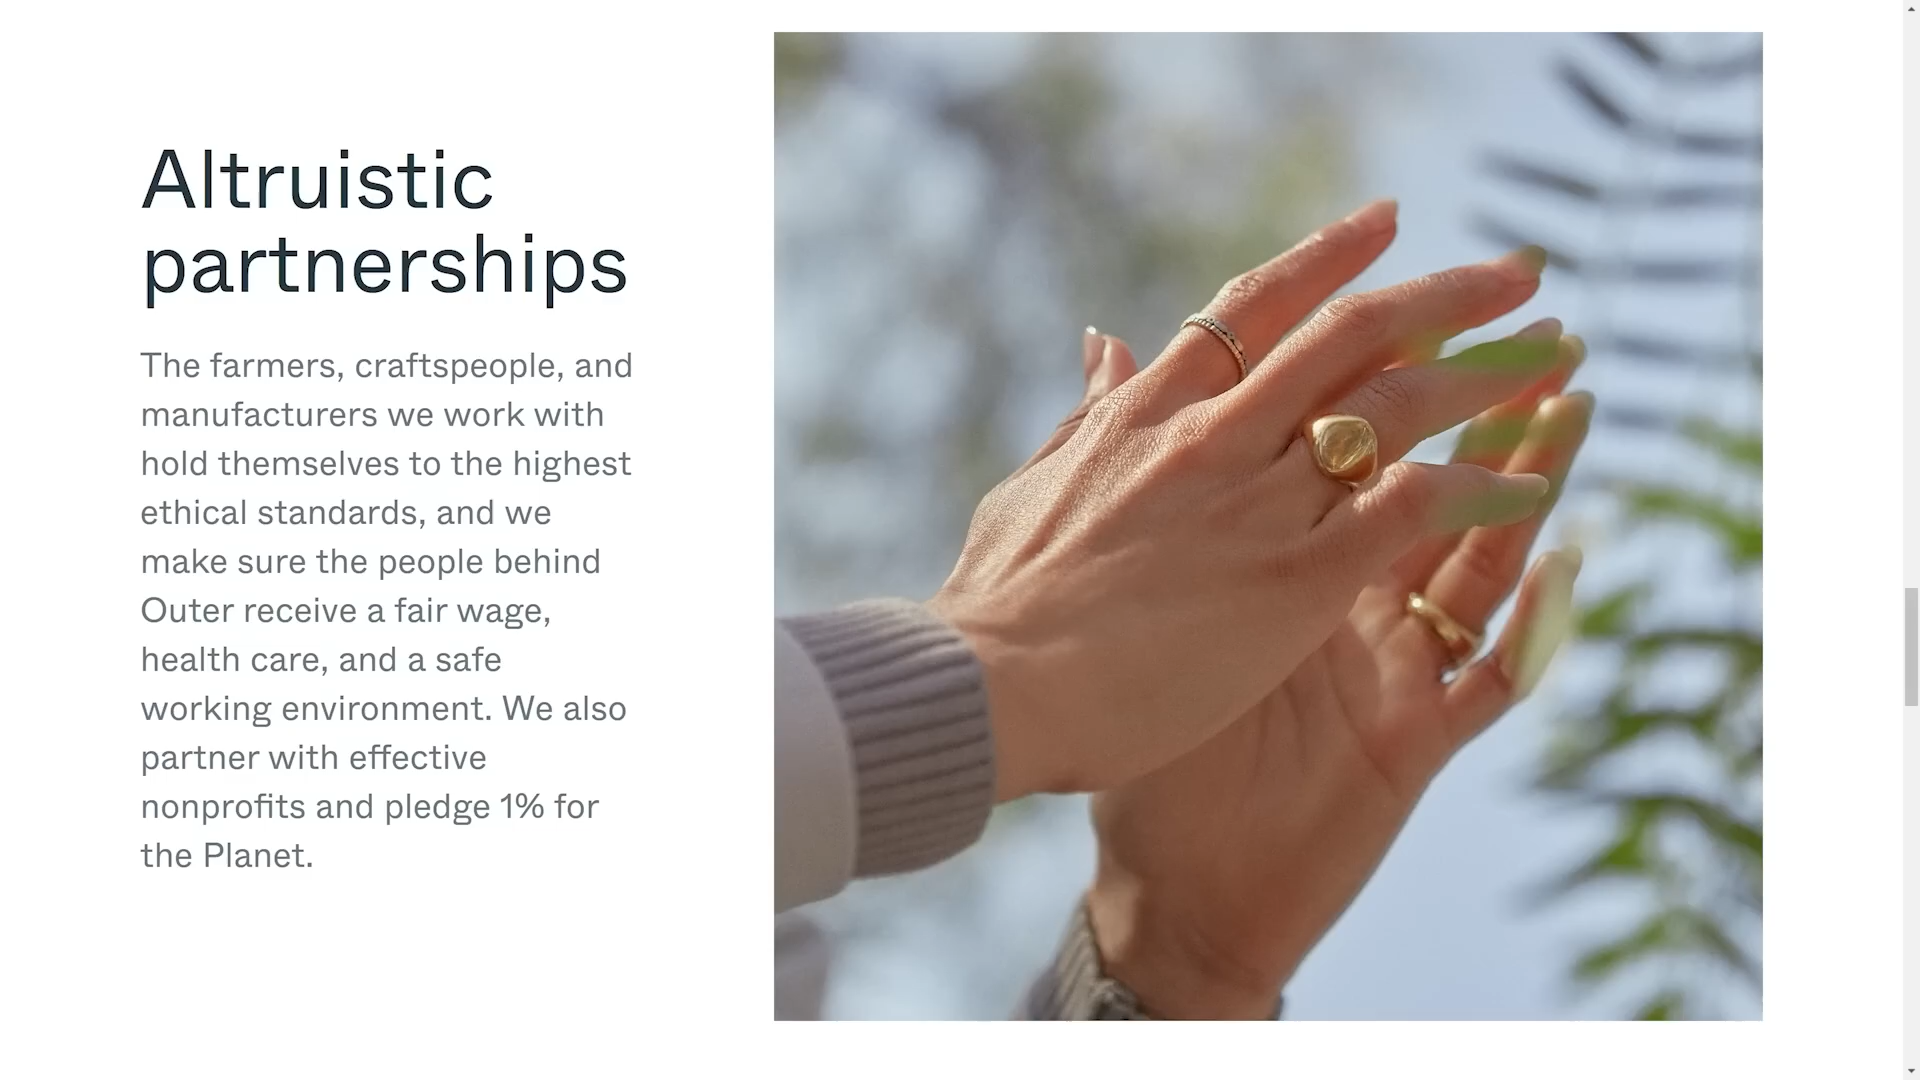 Altruistic
partnerships
The farmers, craftspeople, and
manufacturers we work with
hold themselves to the highest
ethical standards, and we
make sure the people behind
Outer receive a fair wage,
health care, and a safe
working environment. We also
partner with effective
nonprofits and pledge 1% for
the Planet.